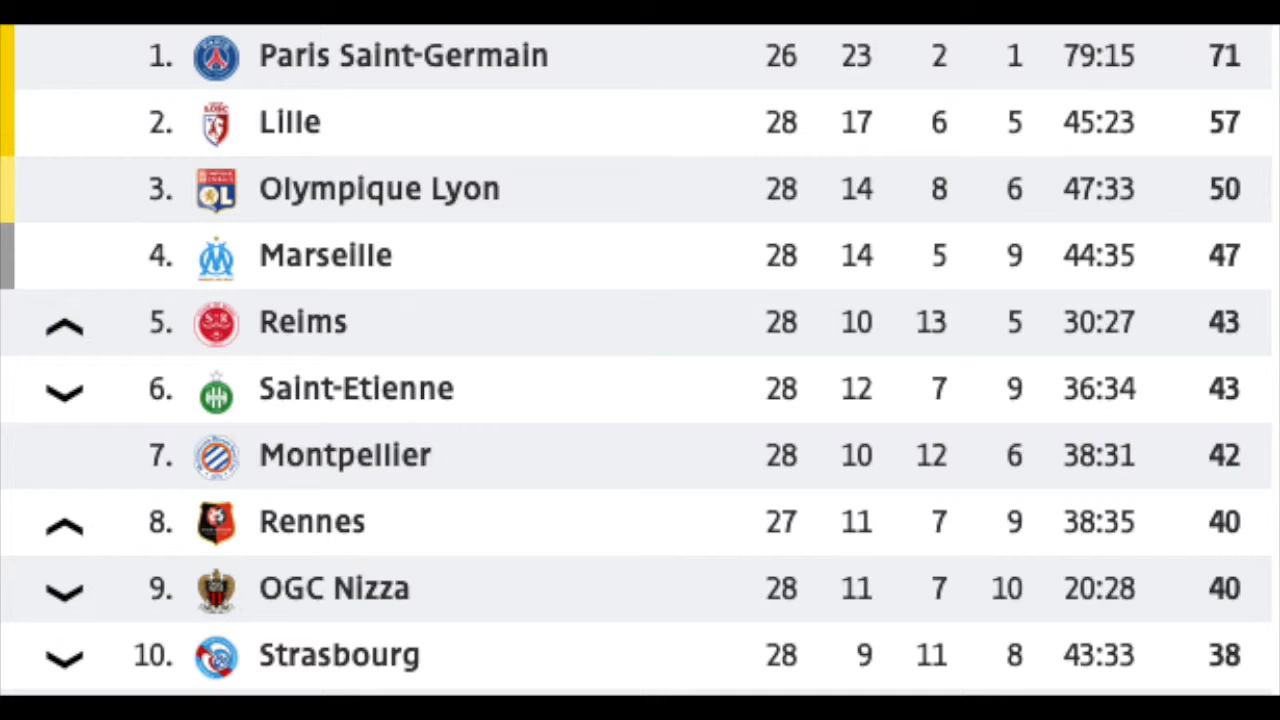 1. Paris Saint-Germain 26 23 2 1 79:15 71
2. Lille 28 17 6 5 45:23 57
3. Olympique Lyon 28 14 8 6 47:33 50
4. Marseille 28 14 5 9 44:35 47
5. Reims 28 10 13 5 30:27 43
6. Saint-Etienne 28 12 7 9 36:34 43
7. Montpellier 28 10 12 6 38:31 42
8. Rennes 27 11 7 9 38:35 40
9. OGC Nizza 28 11 7 10 20:28 40
10. Strasbourg 28 9 11 8 43:33 38